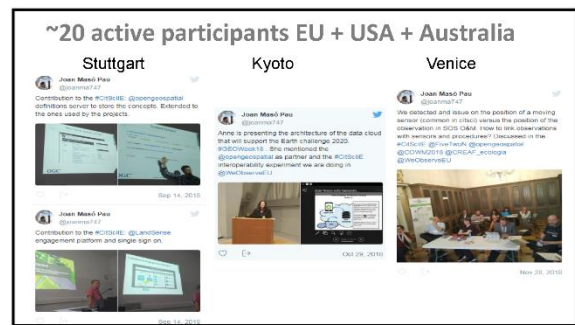 ~20 active participants EU + USA + Australia
Stuttgart
Joan Masó Pau
@joanma747
Contribution to the #CitSciIE: @opengeospatial
definitions server to store the concepts. Extended to
the ones used by the projects.
OGC
Sep 14, 2018
Joan Masó Pau
@joanma747
Contribution to the #CitSciIE: @LandSense
engagement platform and single sign on.
Sep 14, 2018
Kyoto
Joan Masó Pau
@joanma747
Anne is presenting the architecture of the data cloud
that will support the Earth challenge 2020.
#GEOWeek18 . She mentioned the
@opengeospatial as partner and the #CitSciIE
interoperability experiment we are doing in
@WeObserveEU
Oct 29, 2018
Venice
Joan Masó Pau
@joanma747
We detected and issue on the position of a moving
sensor (common in citsci) versus the position of the
observation in SOS O&M. How to link observations
with sensors and procedures? Discussed in the
#CitSciIE @FiveTwoN @opengeospatial
@COWM2018 @CREAF_ecologia
@WeObserveEU
Nov 28, 2018